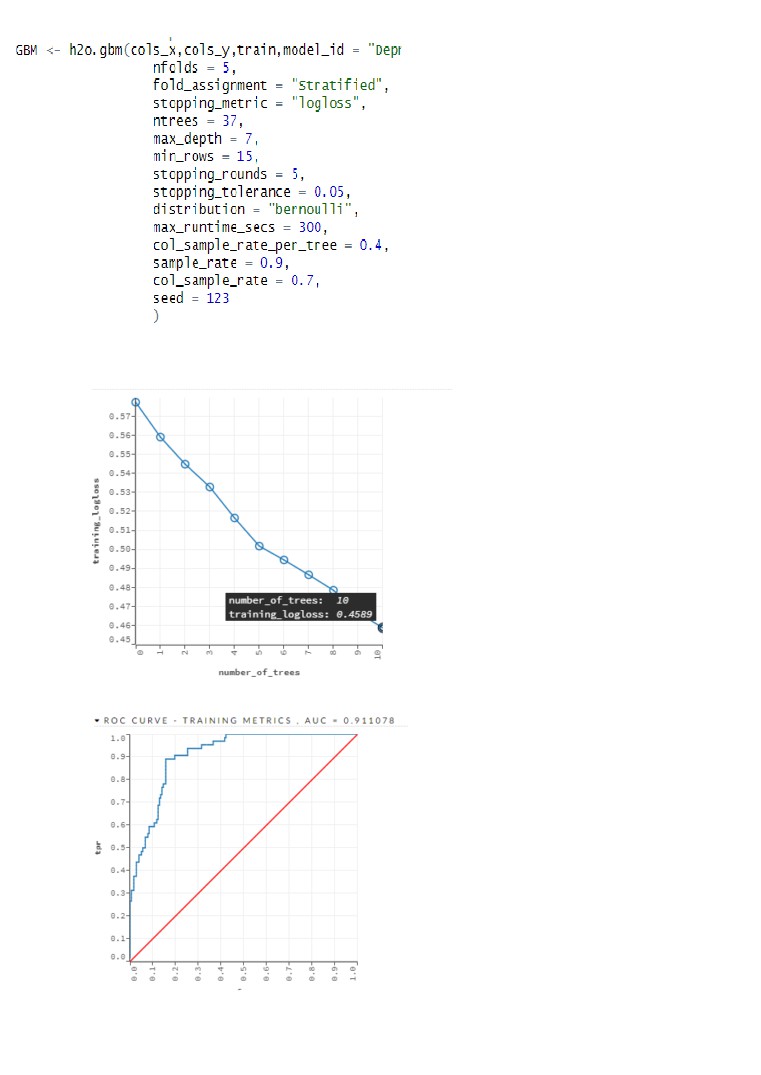 GBM <- h2o.gbm(cols_x,cols_y,train,model_id = "Depr
nfolds = 5,
fold_assignment = "Stratified",
stopping_metric = "logloss",
ntrees = 37,
max_depth = 7,
min_rows = 15,
stopping_rounds = 5,
stopping_tolerance = 0.05,
distribution = "bernoulli",
max_runtime_secs = 300,
col_sample_rate_per_tree = 0.4,
sample_rate = 0.9,
col_sample_rate = 0.7,
seed = 123
)
training_logloss
0.57
0.56
0.55
0.54
0.53
0.52
0.51
0.50
0.49
0.48
0.47
0.46
0.45
number_of_trees: 10
training_logloss: 0.4589
0 1 2 3 4 5 6 7 8 9 10
number_of_trees
▾ ROC CURVE - TRAINING METRICS , AUC = 0.911078
tpr
1.0
0.9
0.8
0.7
0.6
0.5
0.4
0.3
0.2
0.1
0.0
0.0 0.1 0.2 0.3 0.4 0.5 0.6 0.7 0.8 0.9 1.0